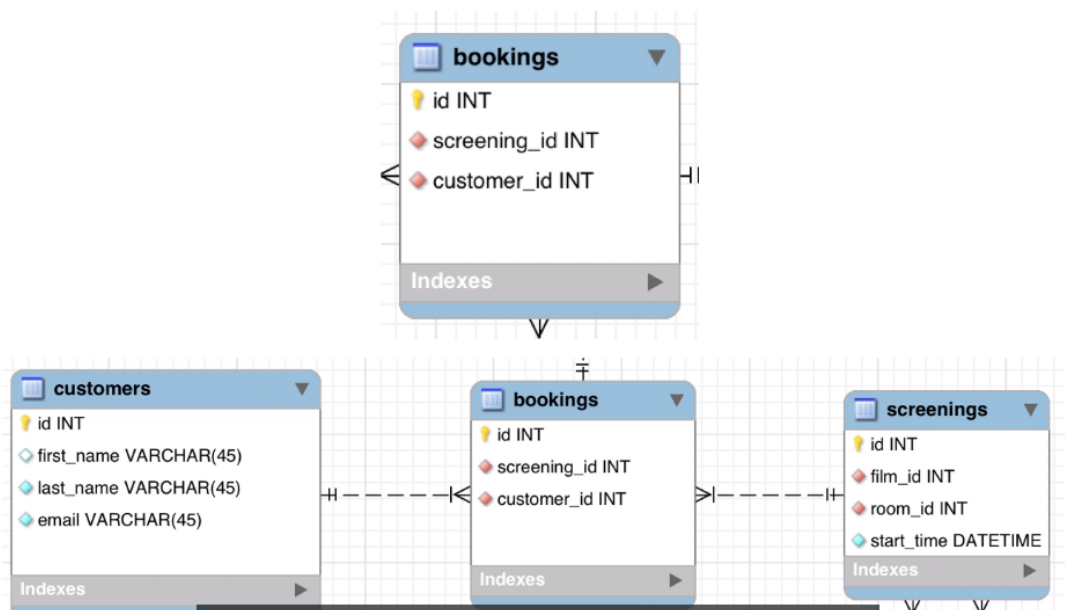 bookings
id INT
screening_id INT
customer_id INT
Indexes
customers
id INT
first_name VARCHAR(45)
last_name VARCHAR(45)
email VARCHAR(45)
Indexes
bookings
id INT
screening_id INT
customer_id INT
Indexes
screenings
id INT
film_id INT
room_id INT
start_time DATETIME
Indexes